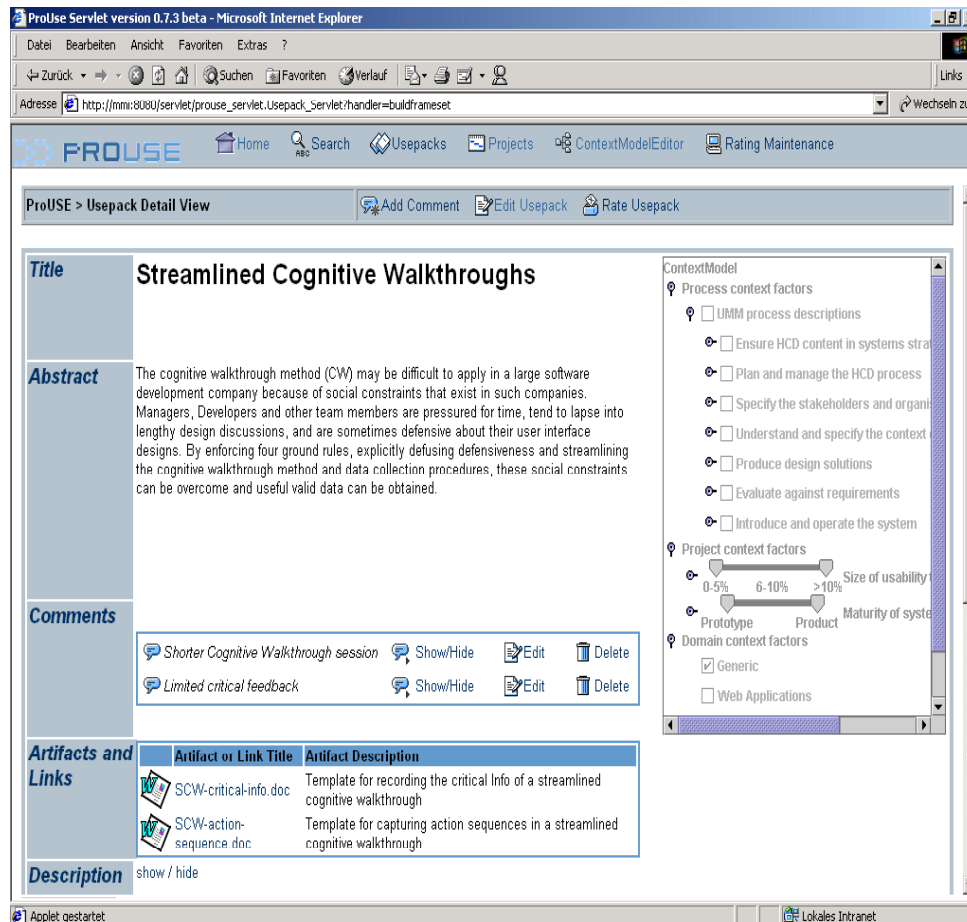 ProUse Servlet version 0.7.3 beta - Microsoft Internet Explorer
Datei Bearbeiten Ansicht Favoriten Extras ?
Zurück Suchen Favoriten Verlauf Links
Adresse http://mmi:8080/servlet/prouse_servlet.Usepack_Servlet?handler=buildframeset Wechseln zu
PROUSE Home ABC Search Usepacks Projects ContextModelEditor Rating Maintenance
ProUSE > Usepack Detail View Add Comment Edit Usepack Rate Usepack
Title
Streamlined Cognitive Walkthroughs
Abstract
The cognitive walkthrough method (CW) may be difficult to apply in a large software
development company because of social constraints that exist in such companies.
Managers, Developers and other team members are pressured for time, tend to lapse into
lengthy design discussions, and are sometimes defensive about their user interface
designs. By enforcing four ground rules, explicitly defusing defensiveness and streamlining
the cognitive walkthrough method and data collection procedures, these social constraints
can be overcome and useful valid data can be obtained.
Comments
Shorter Cognitive Walkthrough session Show/Hide Edit Delete
Limited critical feedback Show/Hide Edit Delete
Artifacts and
Links
Artifact or Link Title Artifact Description
SCW-critical-info.doc
Template for recording the critical Info of a streamlined
cognitive walkthrough
SCW-action-
sequence.doc
Template for capturing action sequences in a streamlined
cognitive walkthrough
Description show / hide
ContextModel
Process context factors
UMM process descriptions
Ensure HCD content in systems stra
Plan and manage the HCD process
Specify the stakeholders and organi
Understand and specify the context
Produce design solutions
Evaluate against requirements
Introduce and operate the system
Project context factors
0-5% 6-10% >10% Size of usability
Prototype Product Maturity of syste
Domain context factors
Generic
Web Applications
Applet gestartet Lokales Intranet